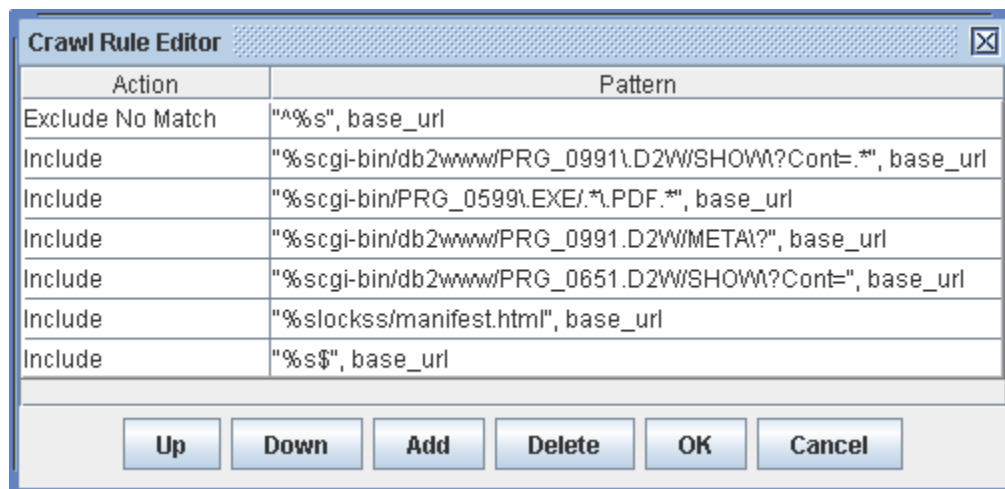 Crawl Rule Editor
Action Pattern
Exclude No Match "^%s", base_url
Include "%scgi-bin/db2www/PRG_0991\.D2W/SHOW\?Cont=.*", base_url
Include "%scgi-bin/PRG_0599\.EXE/.*\.PDF.*", base_url
Include "%scgi-bin/db2www/PRG_0991.D2W/META\?", base_url
Include "%scgi-bin/db2www/PRG_0651.D2W/SHOW\?Cont=", base_url
Include "%slockss/manifest.html", base_url
Include "%s$", base_url
Up Down Add Delete OK Cancel